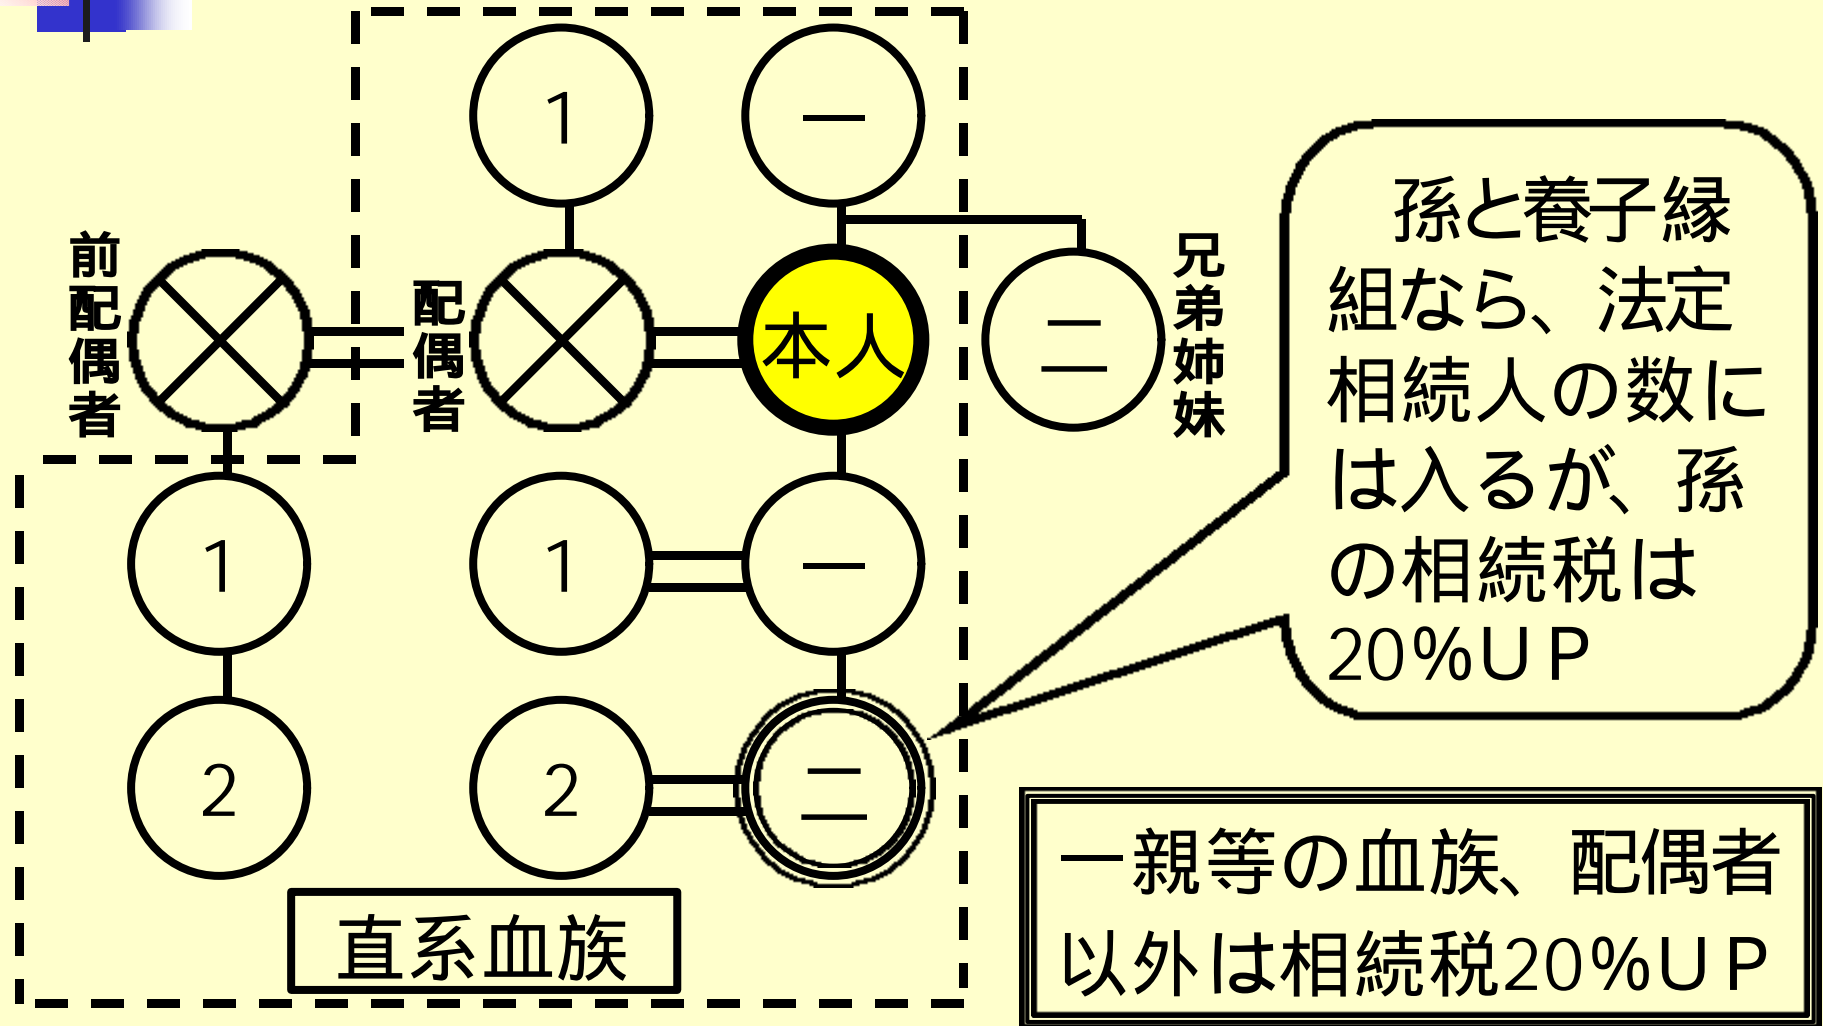 1
一
前配偶者
配偶者
本人
二
兄弟姉妹
1
1
一
2
2
二
直系血族
孫と養子縁
組なら、法定
相続人の数に
は入るが、孫
の相続税は
20%UP
一親等の血族、配偶者
以外は相続税20%UP